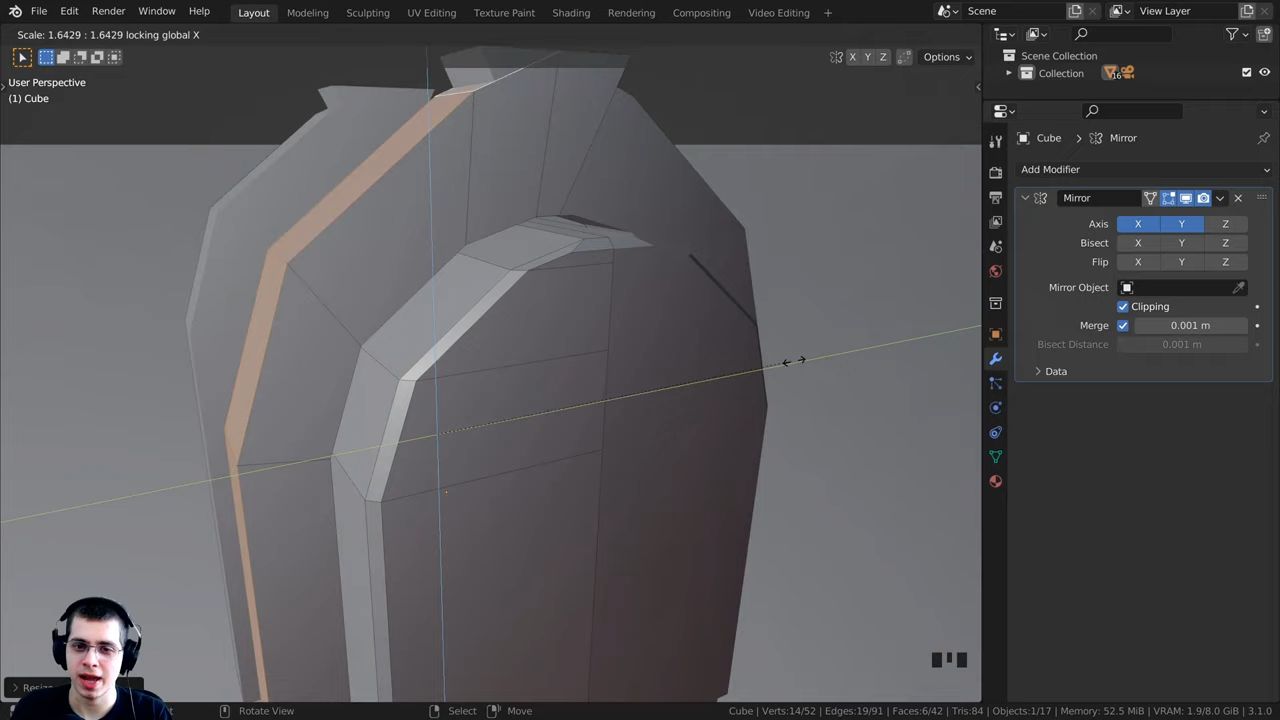 File Edit Render Window Help
Layout Modeling Sculpting UV Editing Texture Paint Shading Rendering Compositing Video Editing +
Scene
View Layer
Scale: 1.6429 : 1.6429 locking global X
X Y Z
Options
User Perspective
(1) Cube
Scene Collection
Collection
16
Cube
Mirror
Add Modifier
Mirror
Axis X Y Z
Bisect X Y Z
Flip X Y Z
Mirror Object
Clipping
Merge 0.001 m
Bisect Distance 0.001 m
Data
Resize
Rotate View
Select
Move
Cube | Verts:14/52 | Edges:19/91 | Faces:6/42 | Tris:84 | Objects:1/17 | Memory: 52.5 MiB | VRAM: 1.9/8.0 GiB | 3.1.0